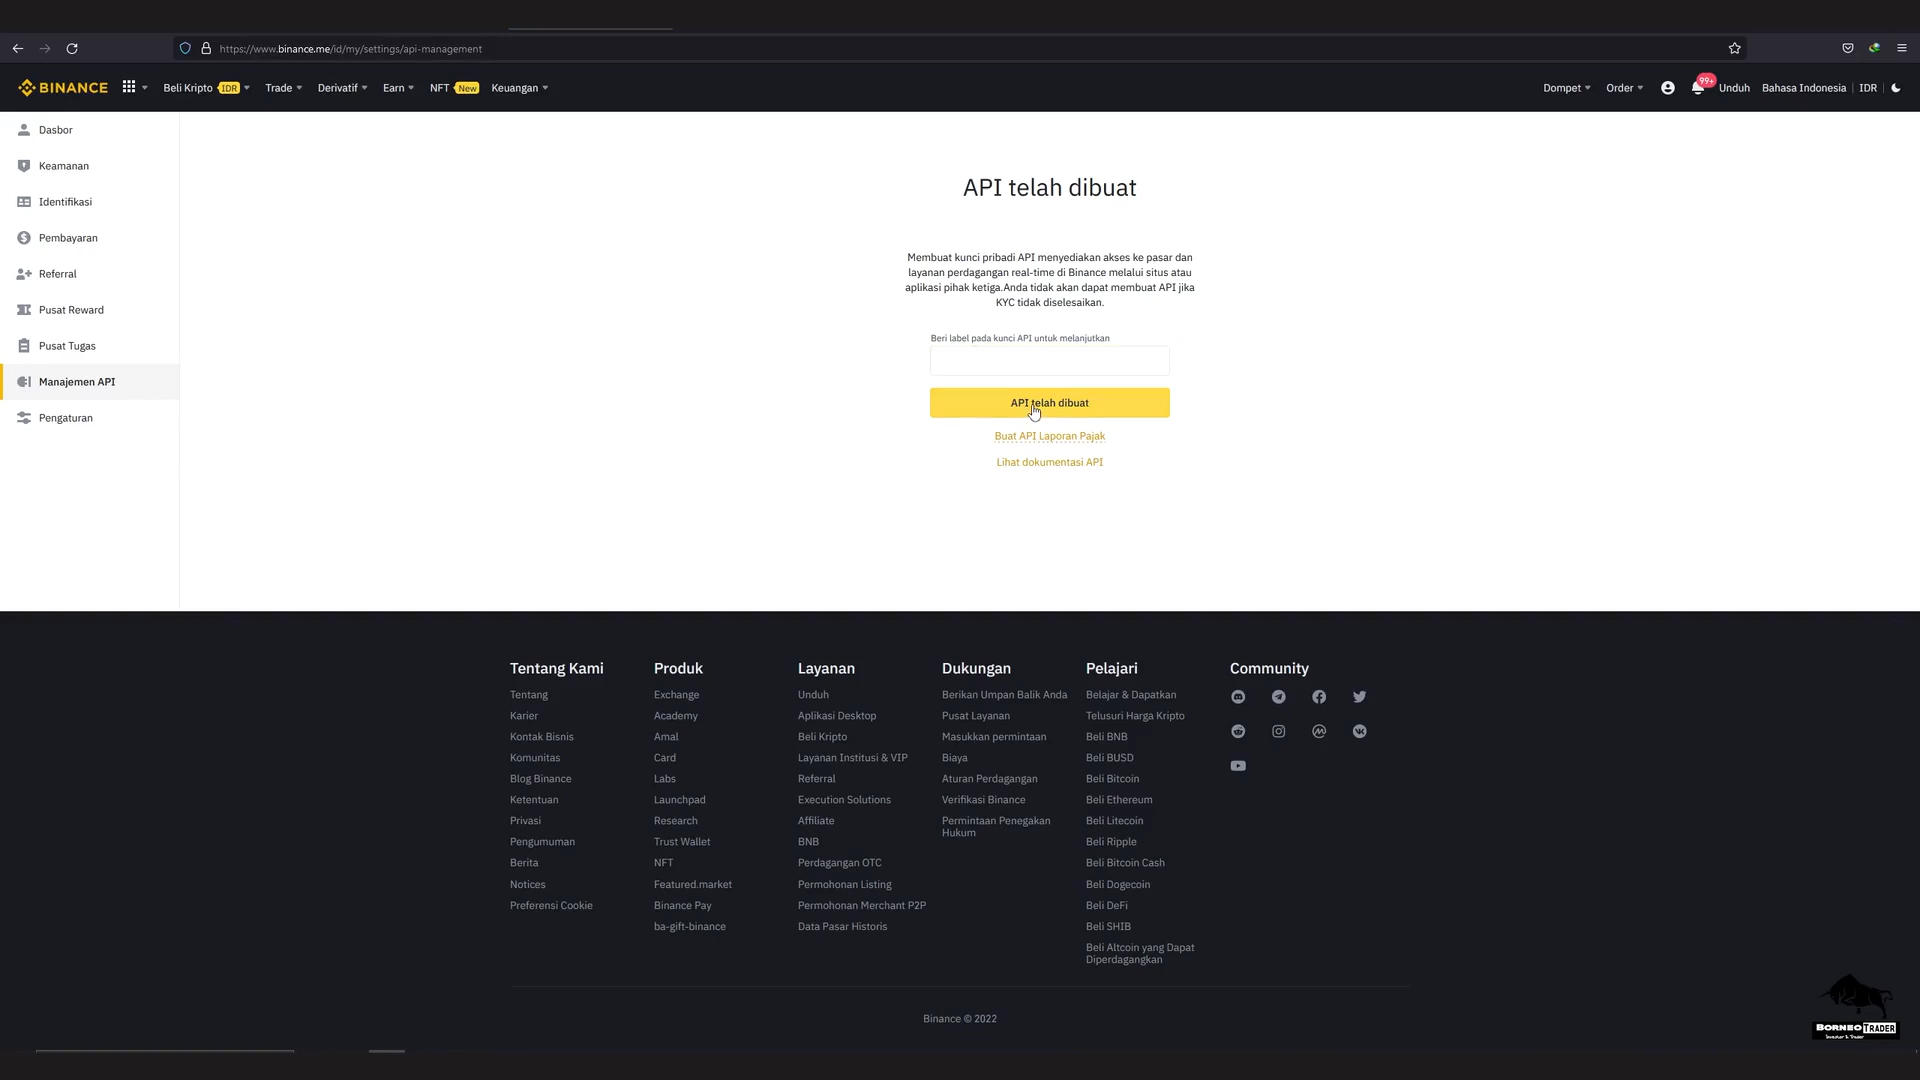 https://www.binance.me/id/my/settings/api-management
BINANCE
Beli Kripto IDR
Trade
Derivatif
Earn
NFT New
Keuangan
Dompet
Order
99+
Unduh
Bahasa Indonesia
IDR
Dasbor
Keamanan
Identifikasi
Pembayaran
Referral
Pusat Reward
Pusat Tugas
Manajemen API
Pengaturan
API telah dibuat
Membuat kunci pribadi API menyediakan akses ke pasar dan
layanan perdagangan real-time di Binance melalui situs atau
aplikasi pihak ketiga.Anda tidak akan dapat membuat API jika
KYC tidak diselesaikan.
Beri label pada kunci API untuk melanjutkan
API telah dibuat
Buat API Laporan Pajak
Lihat dokumentasi API
Tentang Kami
Tentang
Karier
Kontak Bisnis
Komunitas
Blog Binance
Ketentuan
Privasi
Pengumuman
Berita
Notices
Preferensi Cookie
Produk
Exchange
Academy
Amal
Card
Labs
Launchpad
Research
Trust Wallet
NFT
Featured.market
Binance Pay
ba-gift-binance
Layanan
Unduh
Aplikasi Desktop
Beli Kripto
Layanan Institusi & VIP
Referral
Execution Solutions
Affiliate
BNB
Perdagangan OTC
Permohonan Listing
Permohonan Merchant P2P
Data Pasar Historis
Dukungan
Berikan Umpan Balik Anda
Pusat Layanan
Masukkan permintaan
Biaya
Aturan Perdagangan
Verifikasi Binance
Permintaan Penegakan
Hukum
Pelajari
Belajar & Dapatkan
Telusuri Harga Kripto
Beli BNB
Beli BUSD
Beli Bitcoin
Beli Ethereum
Beli Litecoin
Beli Ripple
Beli Bitcoin Cash
Beli Dogecoin
Beli DeFi
Beli SHIB
Beli Altcoin yang Dapat
Diperdagangkan
Community
Binance © 2022
BORNEO TRADER
Investor & Trader